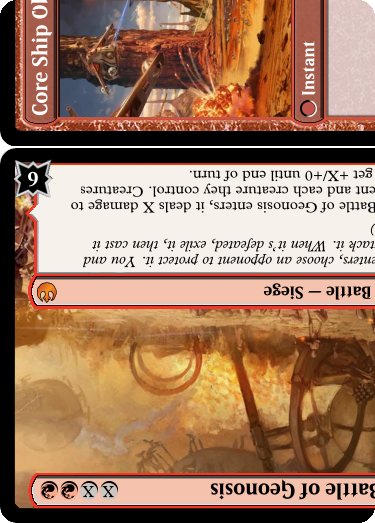 Core Ship
Instant
Battle of Geonosis
XX
Battle — Siege
enters, choose an opponent to protect it. You and
tack it. When it's defeated, exile it, then cast it
)
Battle of Geonosis enters, it deals X damage to
ent and each creature they control. Creatures
get +X/+0 until end of turn.